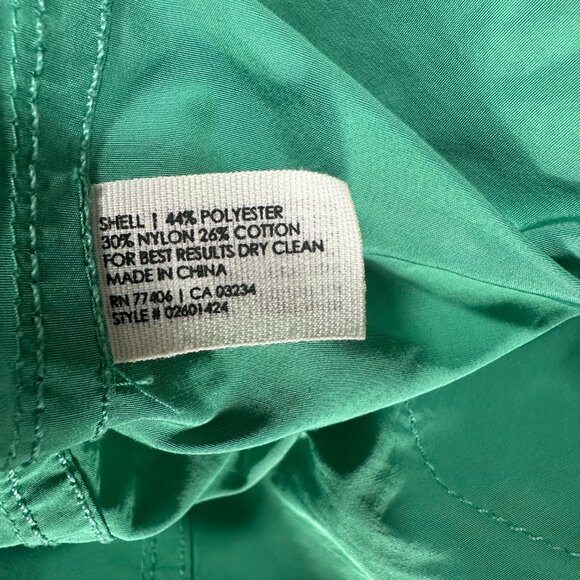 SHELL | 44% POLYESTER
30% NYLON 26% COTTON
FOR BEST RESULTS DRY CLEAN
MADE IN CHINA
RN 77406 | CA 03234
STYLE # 02601424